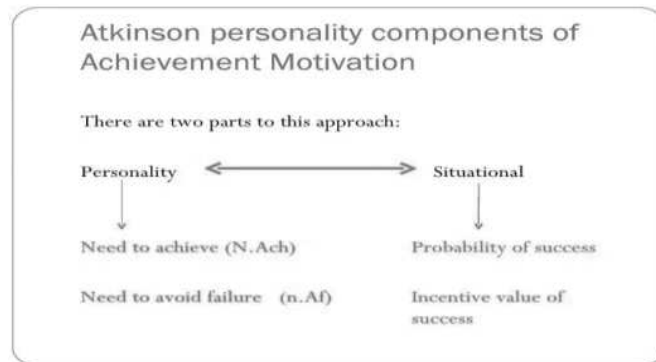 Atkinson personality components of
Achievement Motivation
There are two parts to this approach:
Personality Situational
Need to achieve (N.Ach) Probability of success
Need to avoid failure (n.Af) Incentive value of
success